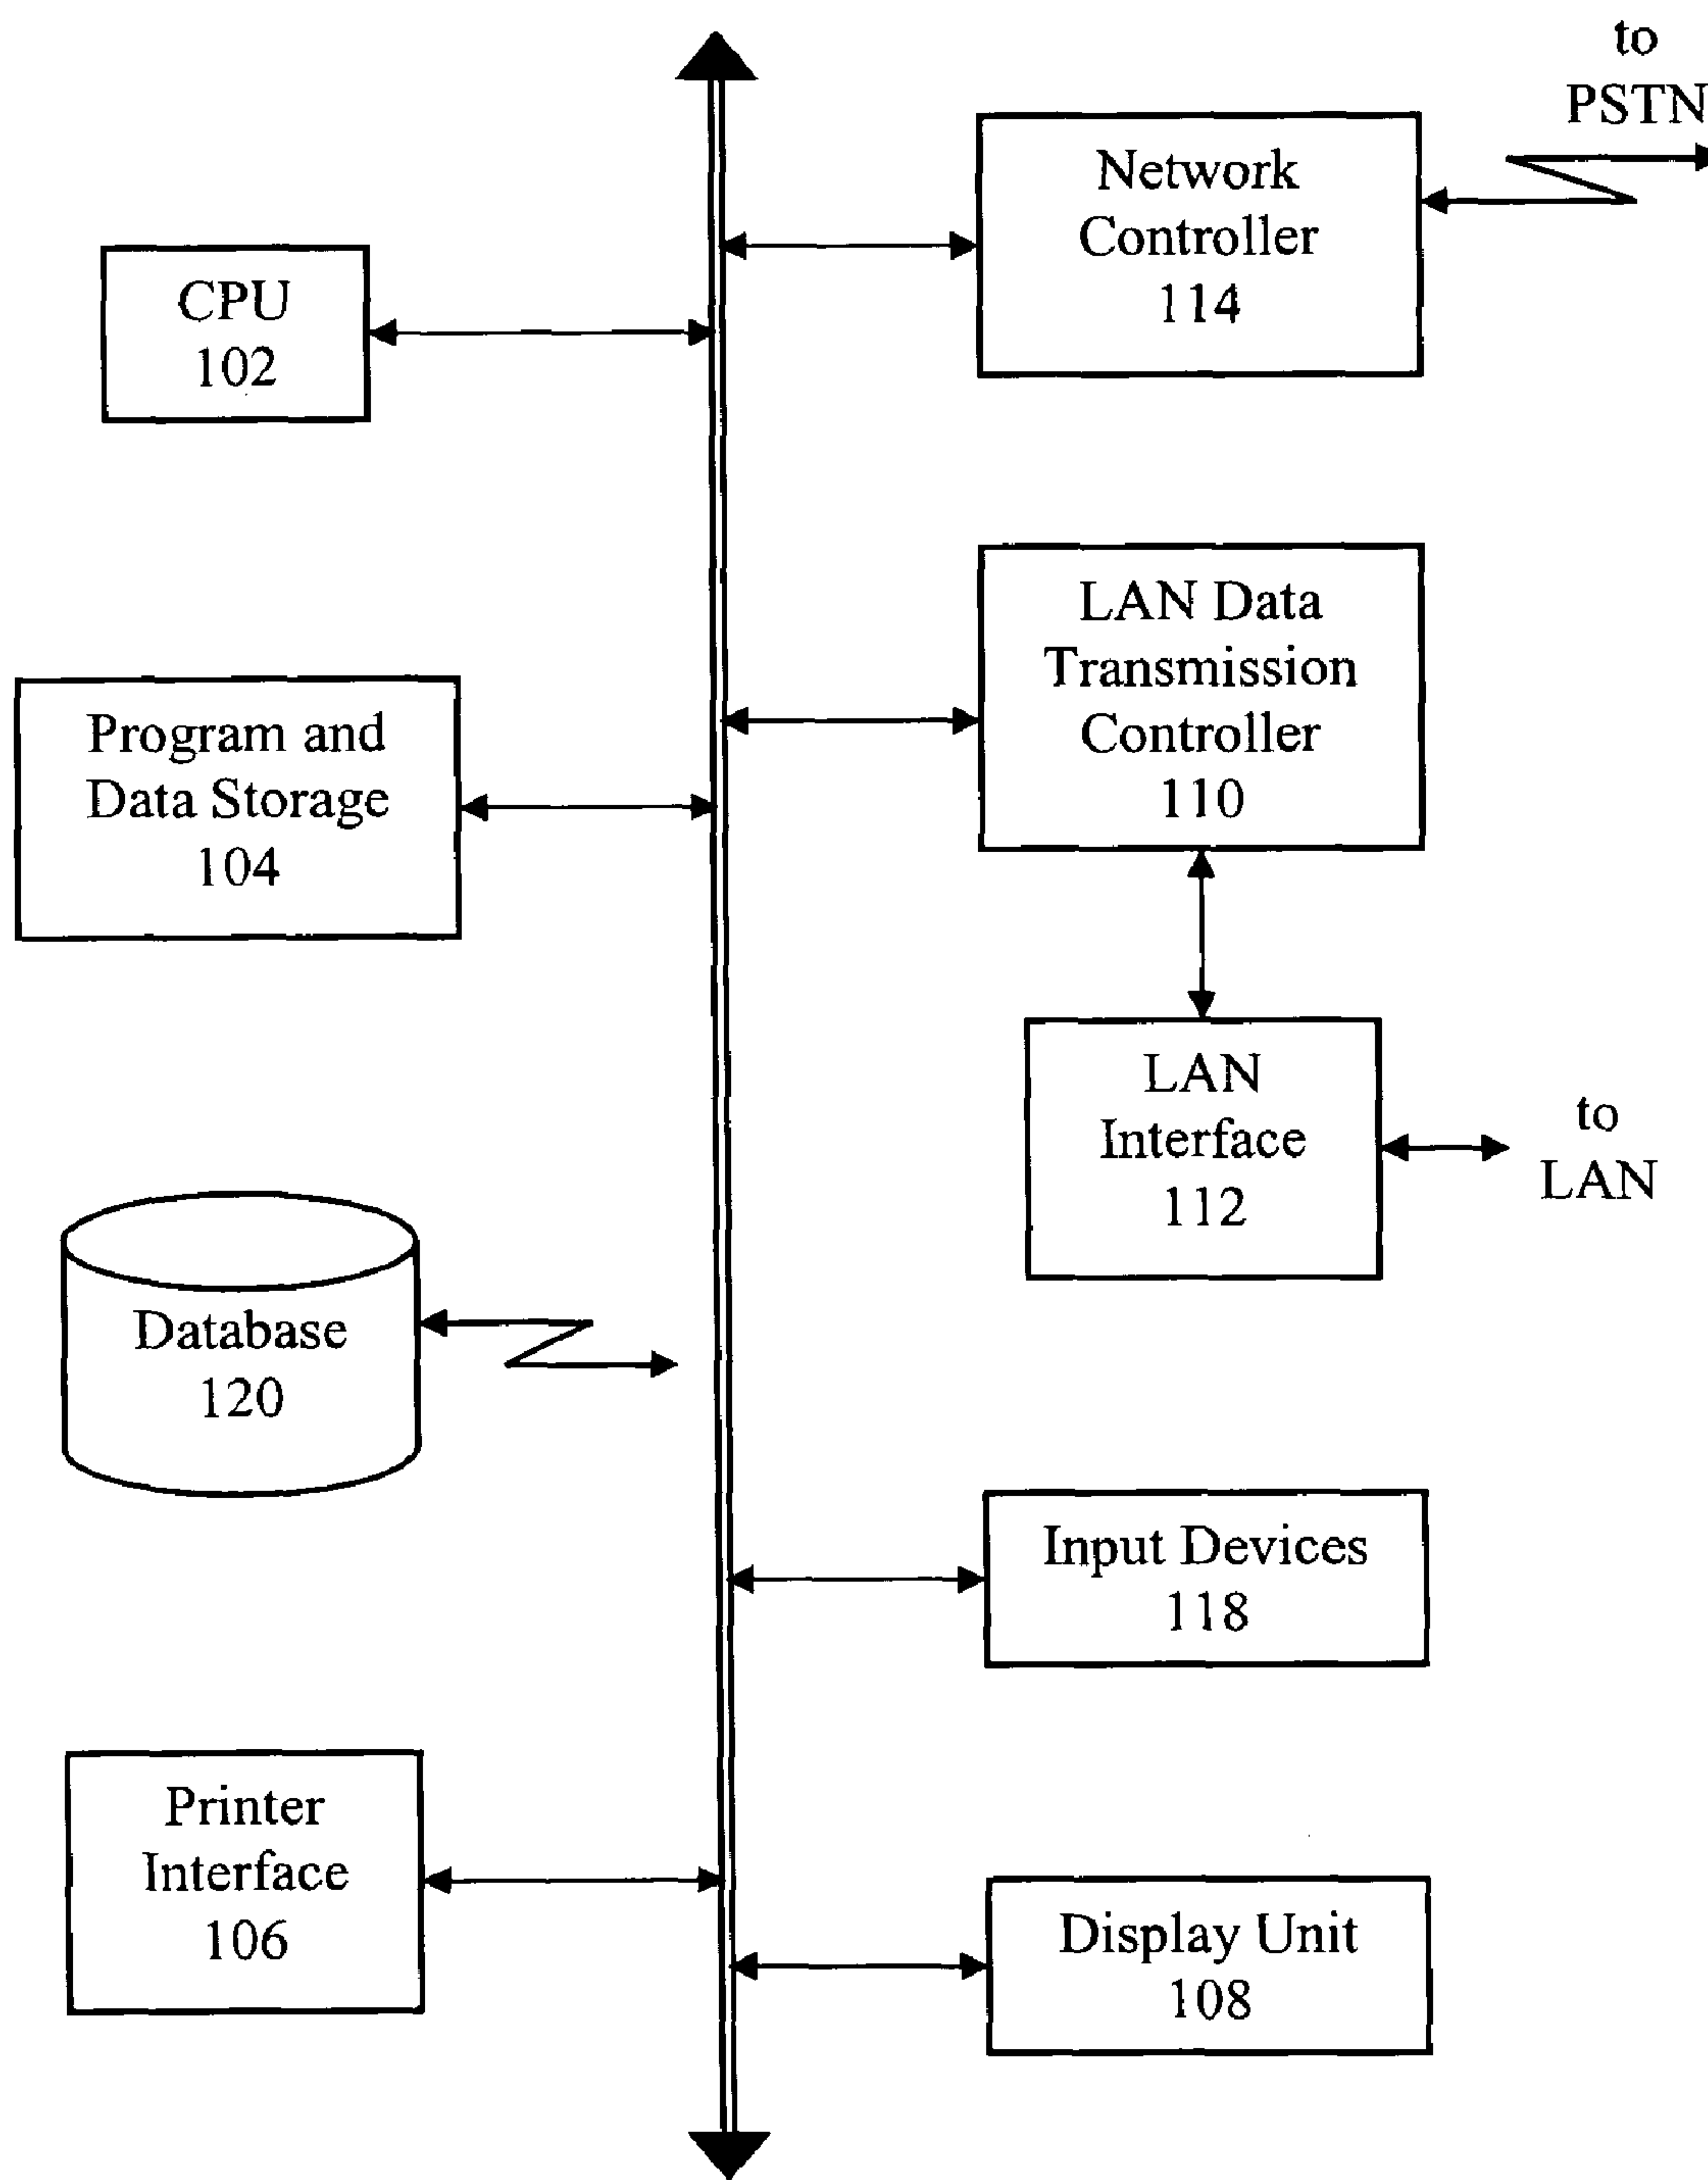 to
PSTN
Network
Controller
114
CPU
102
LAN Data
Transmission
Controller
110
Program and
Data Storage
104
LAN
Interface
112
to
LAN
Database
120
Input Devices
118
Printer
Interface
106
Display Unit
108